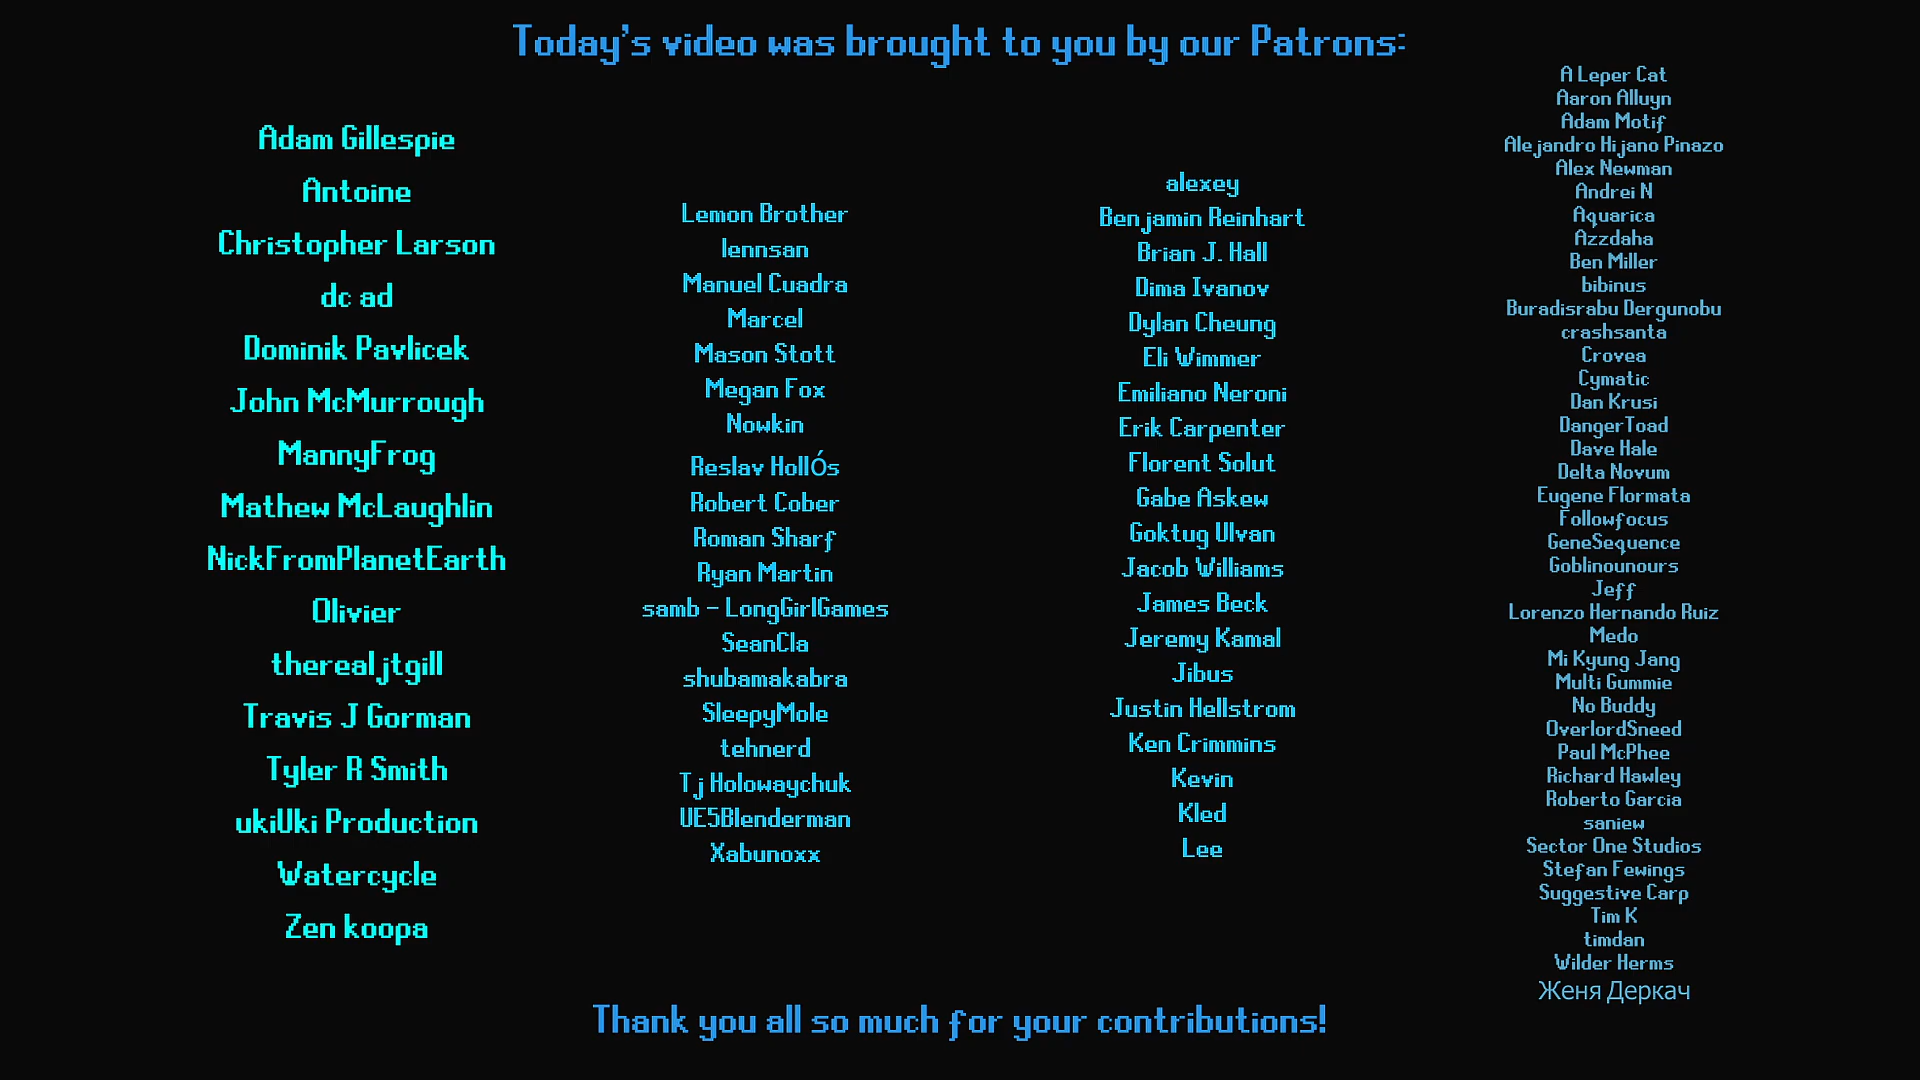 Today's video was brought to you by our Patrons:
Adam Gillespie
Antoine
Christopher Larson
dc ad
Dominik Pavlicek
John McMurrough
MannyFrog
Mathew McLaughlin
NickFromPlanetEarth
Olivier
therealjtgill
Travis J Gorman
Tyler R Smith
ukiUki Production
Watercycle
Zen koopa
Lemon Brother
lennsan
Manuel Cuadra
Marcel
Mason Stott
Megan Fox
Nowkin
Reslav HollÓs
Robert Cober
Roman Sharf
Ryan Martin
samb - LongGirlGames
SeanCla
shubamakabra
SleepyMole
tehnerd
Tj Holowaychuk
UE5Blenderman
Xabunoxx
alexey
Benjamin Reinhart
Brian J. Hall
Dima Ivanov
Dylan Cheung
Eli Wimmer
Emiliano Neroni
Erik Carpenter
Florent Solut
Gabe Askew
Goktug Ulvan
Jacob Williams
James Beck
Jeremy Kamal
Jibus
Justin Hellstrom
Ken Crimmins
Kevin
Kled
Lee
A Leper Cat
Aaron Alluyn
Adam Motif
Alejandro Hijano Pinazo
Alex Newman
Andrei N
Aquarica
Azzdaha
Ben Miller
bibinus
Buradisrabu Dergunobu
crashsanta
Crovea
Cymatic
Dan Krusi
DangerToad
Dave Hale
Delta Novum
Eugene Flormata
Followfocus
GeneSequence
Goblinounours
Jeff
Lorenzo Hernando Ruiz
Medo
Mi Kyung Jang
Multi Gummie
No Buddy
OverlordSneed
Paul McPhee
Richard Hawley
Roberto Garcia
saniew
Sector One Studios
Stefan Fewings
Suggestive Carp
Tim K
timdan
Wilder Herms
Женя Деркач
Thank you all so much for your contributions!